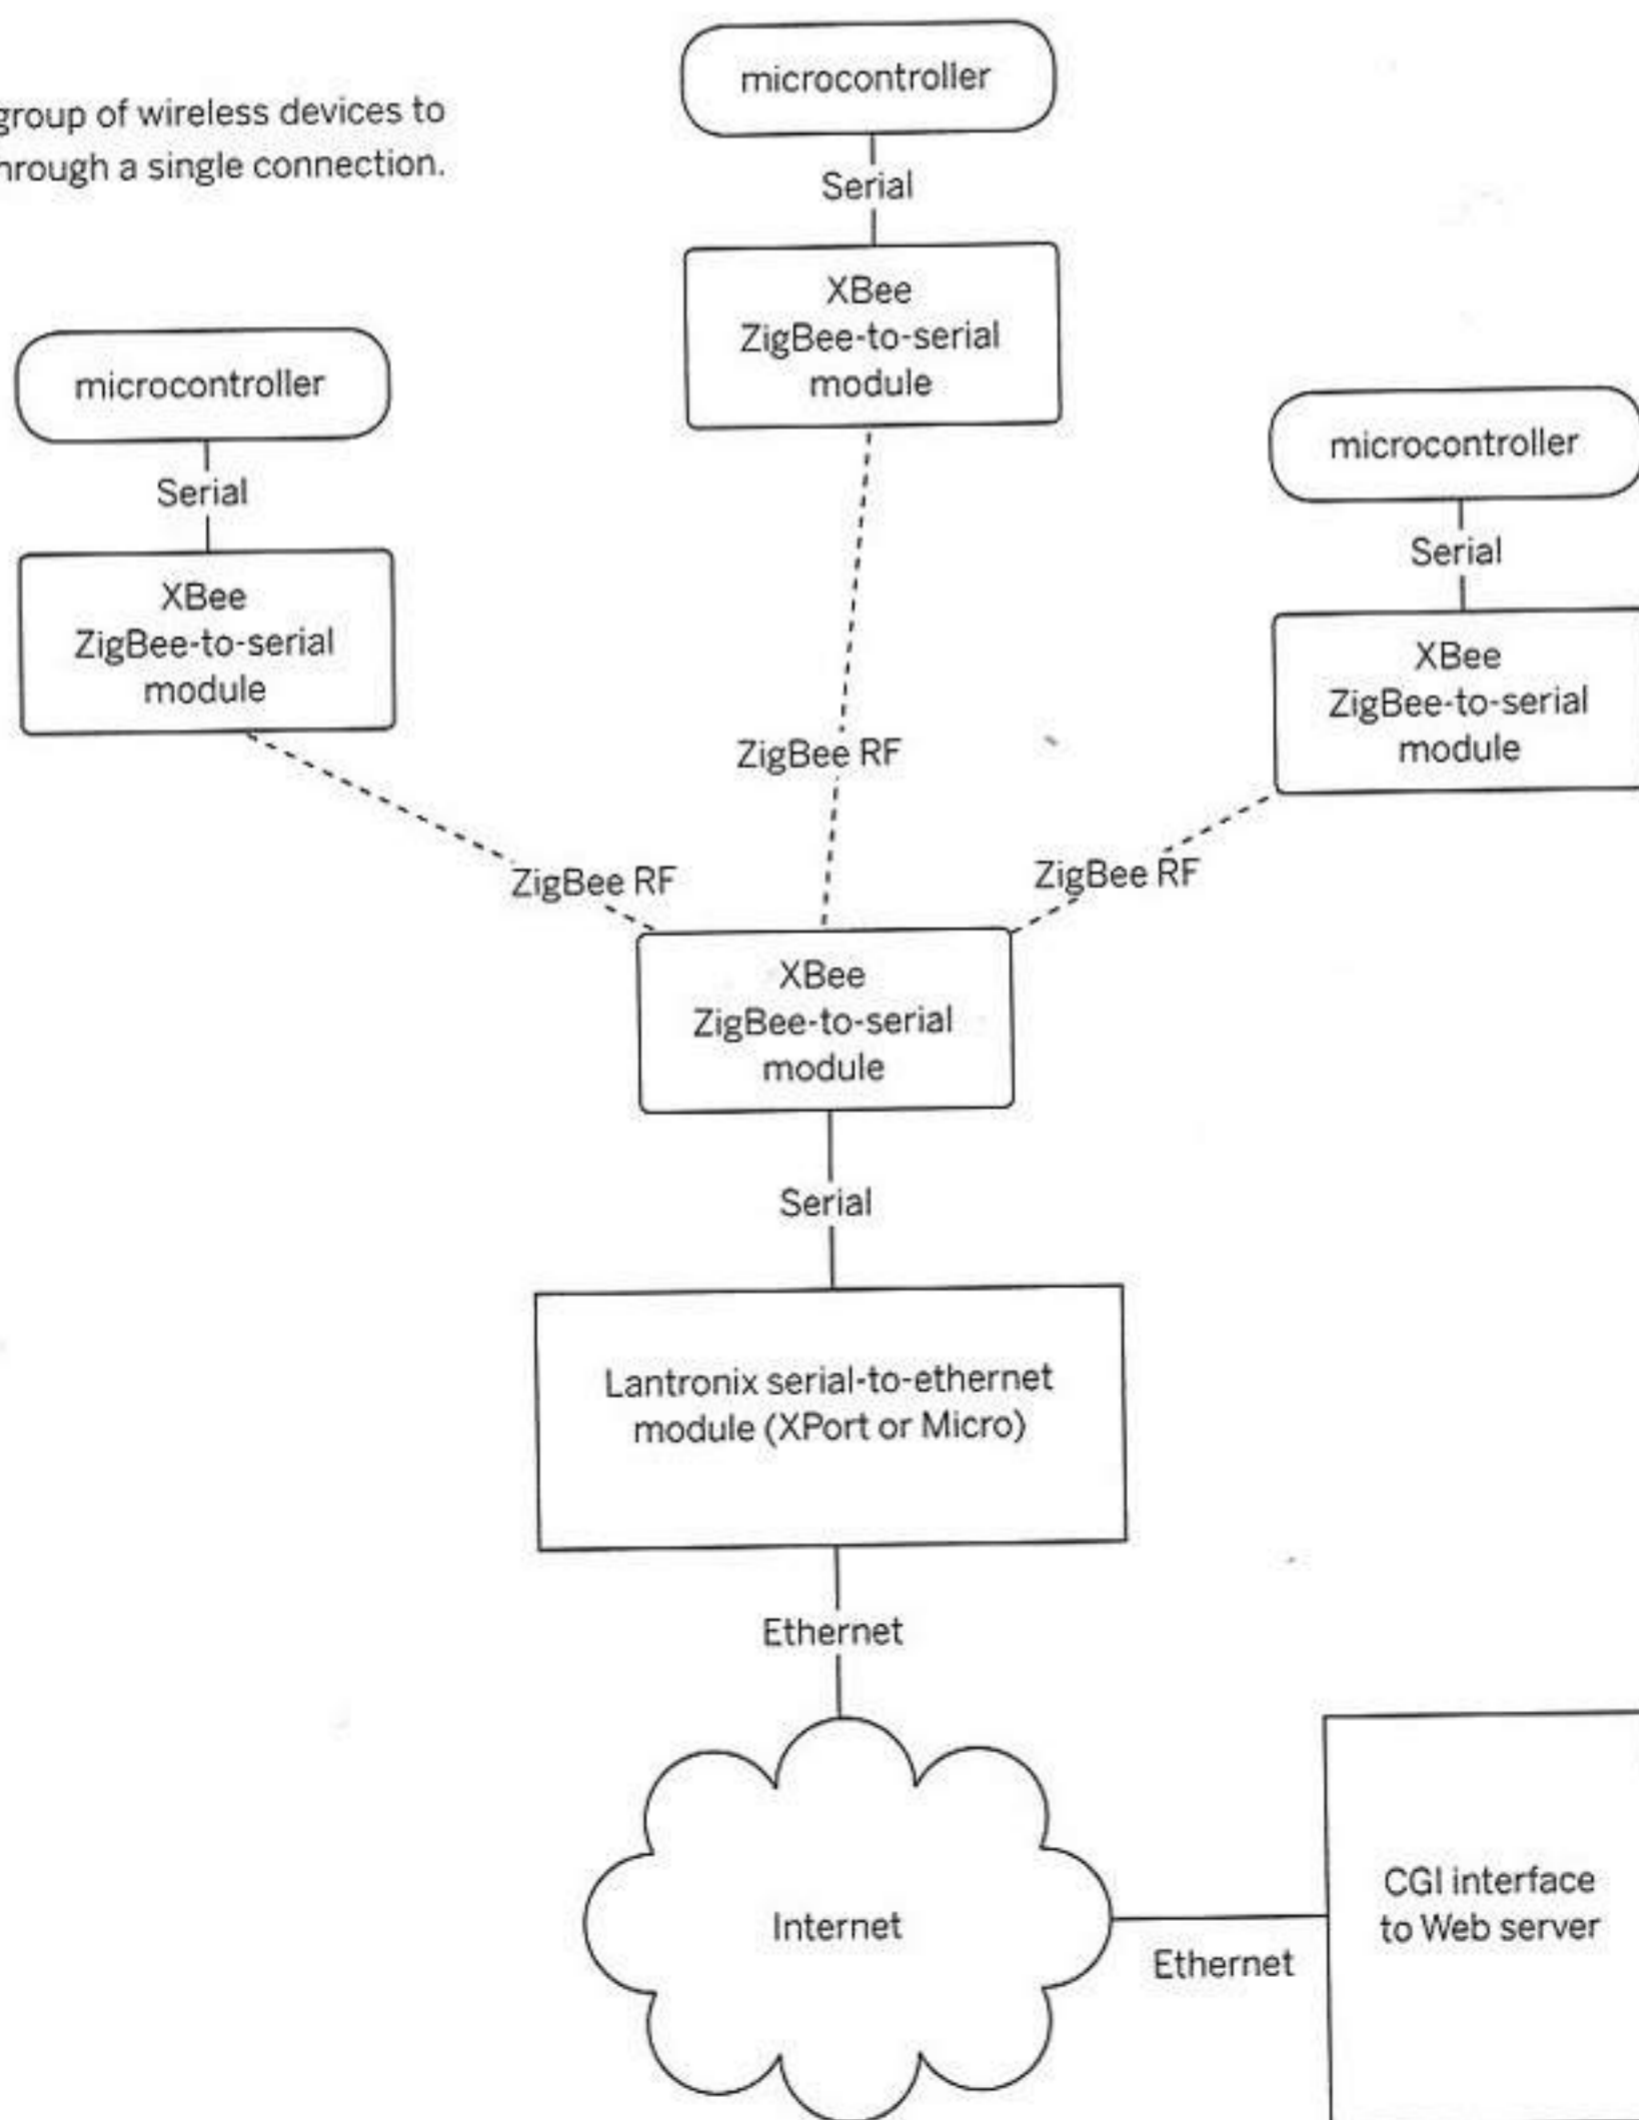 microcontroller
group of wireless devices to
through a single connection.
Serial
XBee
ZigBee-to-serial
module
microcontroller
Serial
XBee
ZigBee-to-serial
module
microcontroller
Serial
XBee
ZigBee-to-serial
module
ZigBee RF
ZigBee RF
ZigBee RF
XBee
ZigBee-to-serial
module
Serial
Lantronix serial-to-ethernet
module (XPort or Micro)
Ethernet
Internet
Ethernet
CGI interface
to Web server